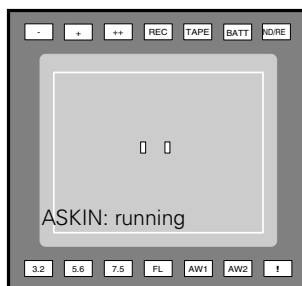 - + ++ REC TAPE BATT ND/RE
ASKIN: running
3.2 5.6 7.5 FL AW1 AW2 !